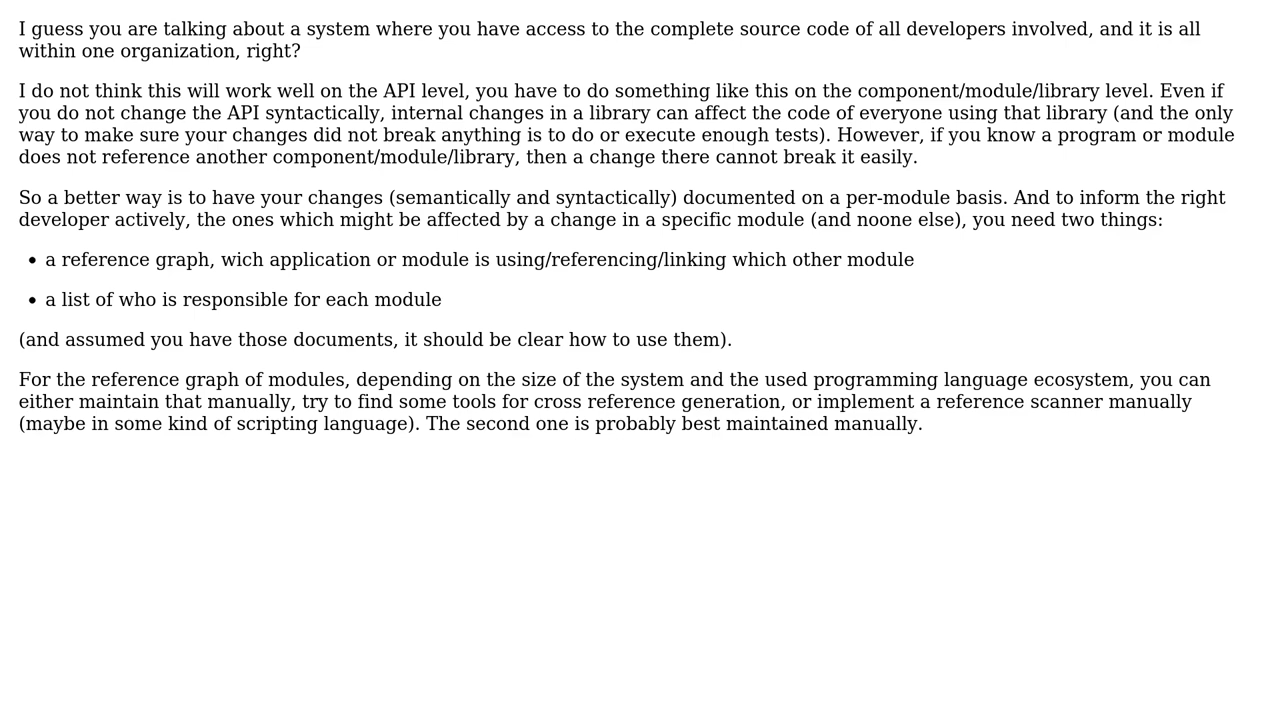 I guess you are talking about a system where you have access to the complete source code of all developers involved, and it is all
within one organization, right?
I do not think this will work well on the API level, you have to do something like this on the component/module/library level. Even if
you do not change the API syntactically, internal changes in a library can affect the code of everyone using that library (and the only
way to make sure your changes did not break anything is to do or execute enough tests). However, if you know a program or module
does not reference another component/module/library, then a change there cannot break it easily.
So a better way is to have your changes (semantically and syntactically) documented on a per-module basis. And to inform the right
developer actively, the ones which might be affected by a change in a specific module (and noone else), you need two things:
• a reference graph, wich application or module is using/referencing/linking which other module
• a list of who is responsible for each module
(and assumed you have those documents, it should be clear how to use them).
For the reference graph of modules, depending on the size of the system and the used programming language ecosystem, you can
either maintain that manually, try to find some tools for cross reference generation, or implement a reference scanner manually
(maybe in some kind of scripting language). The second one is probably best maintained manually.